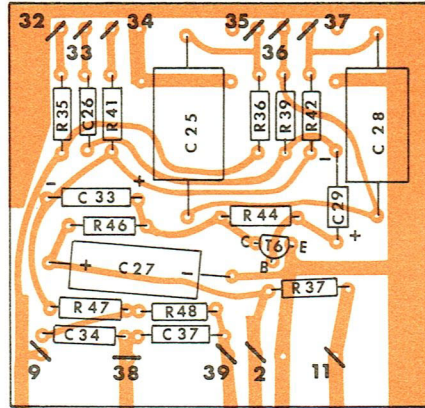 32 34 35 37
33 36
R35 C26 R41 C25 R36 R39 R42 C28
- + -
C33 C29
R46 R44 +
C T6 E
B
+ C27 -
R37
R47 R48
C34 C37
9 38 39 2 11